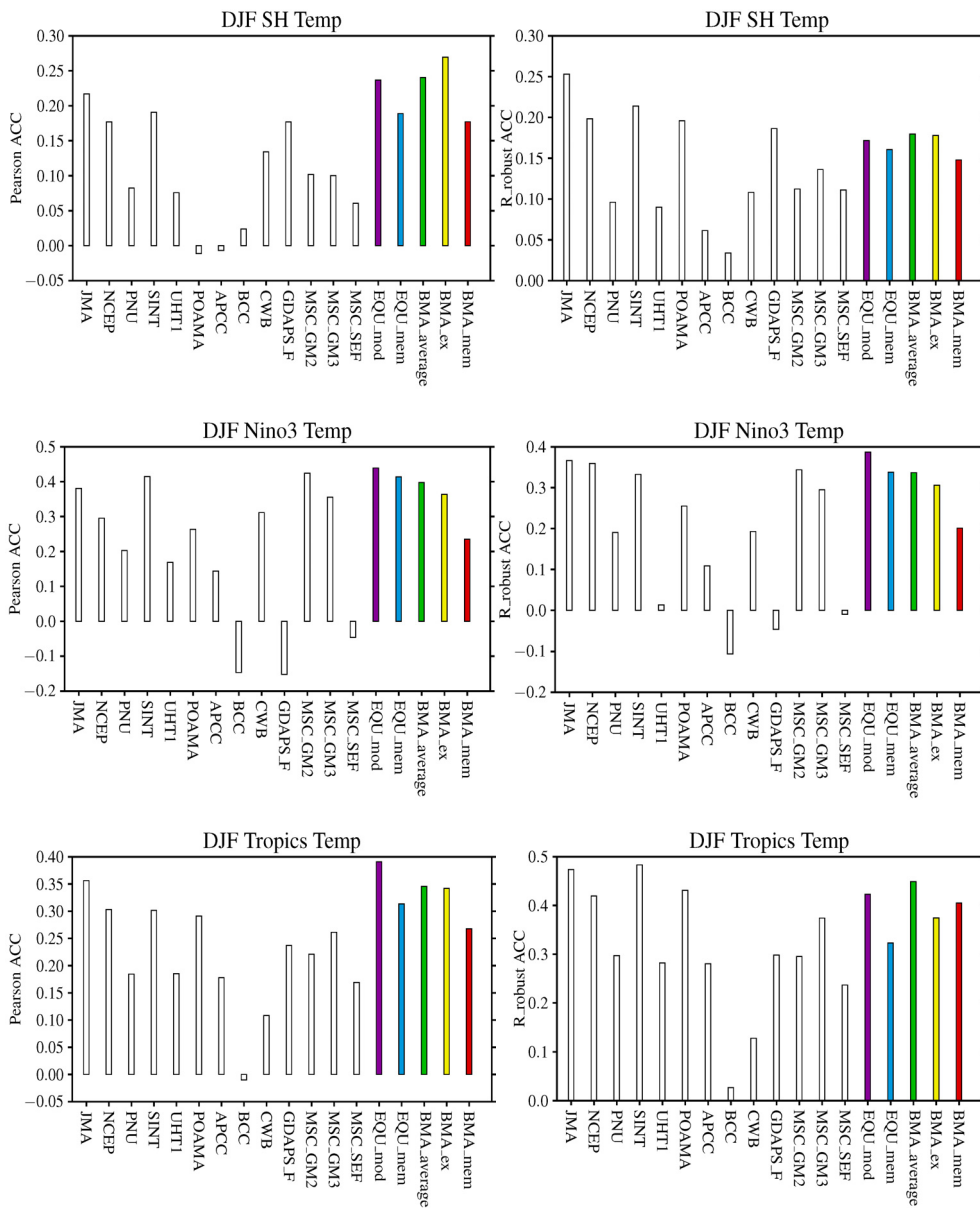 DJF SH Temp
Pearson ACC
0.30
0.25
0.20
0.15
0.10
0.05
0.00
−0.05
JMA
NCEP
PNU
SINT
UHT1
POAMA
APCC
BCC
CWB
GDAPS_F
MSC_GM2
MSC_GM3
MSC_SEF
EQU_mod
EQU_mem
BMA_average
BMA_ex
BMA_mem
DJF SH Temp
R_robust ACC
0.30
0.25
0.20
0.15
0.10
0.05
0.00
JMA
NCEP
PNU
SINT
UHT1
POAMA
APCC
BCC
CWB
GDAPS_F
MSC_GM2
MSC_GM3
MSC_SEF
EQU_mod
EQU_mem
BMA_average
BMA_ex
BMA_mem
DJF Nino3 Temp
Pearson ACC
0.5
0.4
0.3
0.2
0.1
0.0
−0.1
−0.2
JMA
NCEP
PNU
SINT
UHT1
POAMA
APCC
BCC
CWB
GDAPS_F
MSC_GM2
MSC_GM3
MSC_SEF
EQU_mod
EQU_mem
BMA_average
BMA_ex
BMA_mem
DJF Nino3 Temp
R_robust ACC
0.4
0.3
0.2
0.1
0.0
−0.1
−0.2
JMA
NCEP
PNU
SINT
UHT1
POAMA
APCC
BCC
CWB
GDAPS_F
MSC_GM2
MSC_GM3
MSC_SEF
EQU_mod
EQU_mem
BMA_average
BMA_ex
BMA_mem
DJF Tropics Temp
Pearson ACC
0.40
0.35
0.30
0.25
0.20
0.15
0.10
0.05
0.00
−0.05
JMA
NCEP
PNU
SINT
UHT1
POAMA
APCC
BCC
CWB
GDAPS_F
MSC_GM2
MSC_GM3
MSC_SEF
EQU_mod
EQU_mem
BMA_average
BMA_ex
BMA_mem
DJF Tropics Temp
R_robust ACC
0.5
0.4
0.3
0.2
0.1
0.0
JMA
NCEP
PNU
SINT
UHT1
POAMA
APCC
BCC
CWB
GDAPS_F
MSC_GM2
MSC_GM3
MSC_SEF
EQU_mod
EQU_mem
BMA_average
BMA_ex
BMA_mem